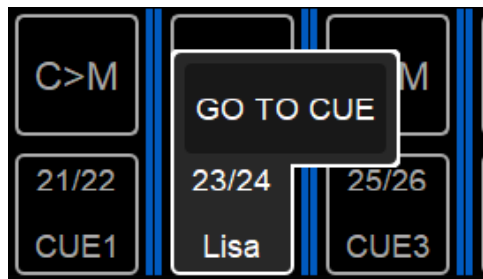 C>M
M
GO TO CUE
21/22
23/24
25/26
CUE1
Lisa
CUE3